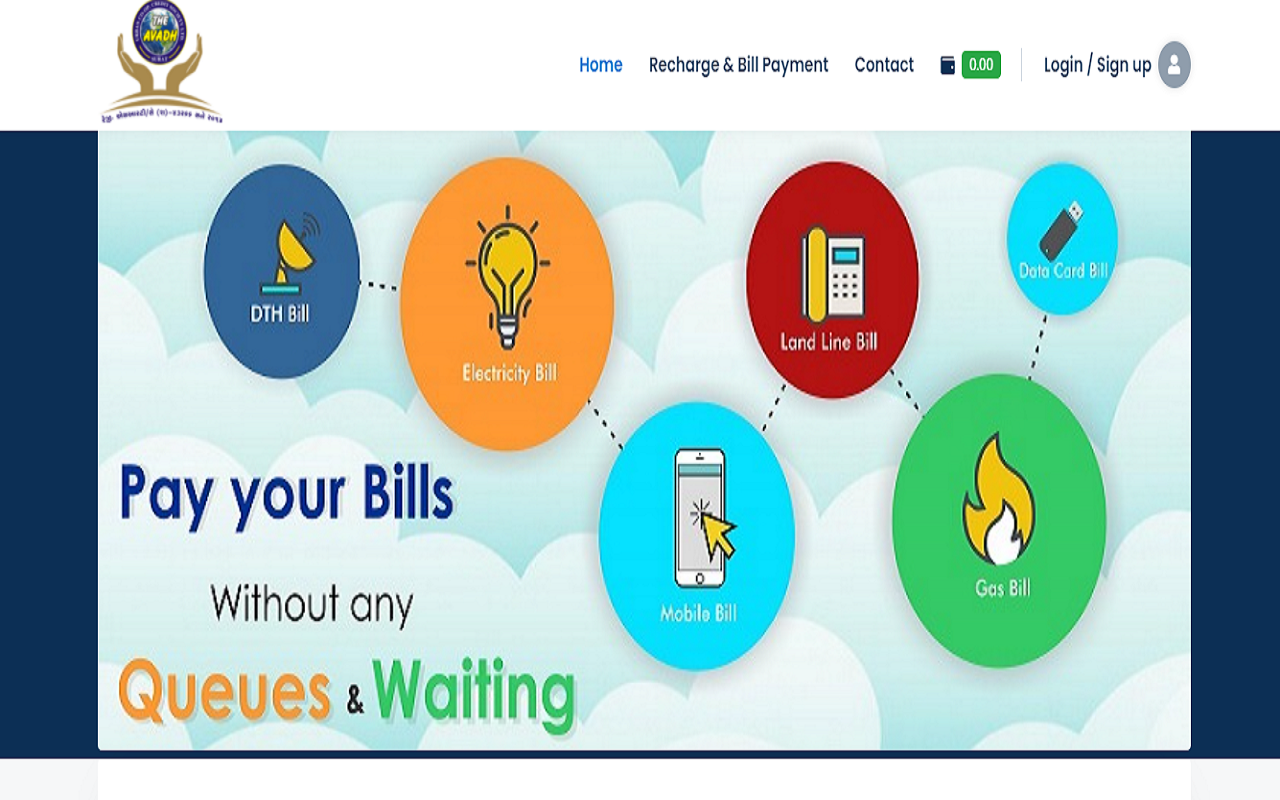 THE
AVADH
Home
Recharge & Bill Payment
Contact
0.00
Login / Sign up
DTH Bill
Electricity Bill
Mobile Bill
Land Line Bill
Gas Bill
Data Card Bill
Pay your Bills
Without any
Queues & Waiting